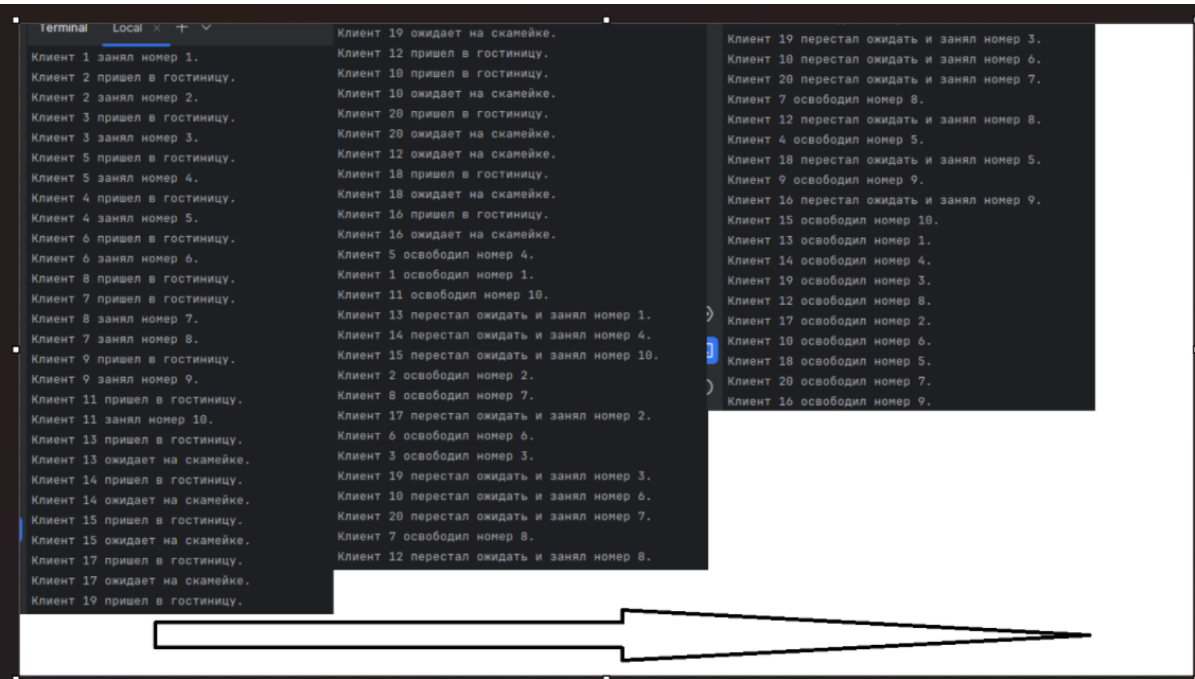 Terminal Local × +
Клиент 1 занял номер 1.
Клиент 2 пришел в гостиницу.
Клиент 2 занял номер 2.
Клиент 3 пришел в гостиницу.
Клиент 3 занял номер 3.
Клиент 5 пришел в гостиницу.
Клиент 5 занял номер 4.
Клиент 4 пришел в гостиницу.
Клиент 4 занял номер 5.
Клиент 6 пришел в гостиницу.
Клиент 6 занял номер 6.
Клиент 8 пришел в гостиницу.
Клиент 7 пришел в гостиницу.
Клиент 8 занял номер 7.
Клиент 7 занял номер 8.
Клиент 9 пришел в гостиницу.
Клиент 9 занял номер 9.
Клиент 11 пришел в гостиницу.
Клиент 11 занял номер 10.
Клиент 13 пришел в гостиницу.
Клиент 13 ожидает на скамейке.
Клиент 14 пришел в гостиницу.
Клиент 14 ожидает на скамейке.
Клиент 15 пришел в гостиницу.
Клиент 15 ожидает на скамейке.
Клиент 17 пришел в гостиницу.
Клиент 17 ожидает на скамейке.
Клиент 19 пришел в гостиницу.
Клиент 19 ожидает на скамейке.
Клиент 12 пришел в гостиницу.
Клиент 10 пришел в гостиницу.
Клиент 10 ожидает на скамейке.
Клиент 20 пришел в гостиницу.
Клиент 20 ожидает на скамейке.
Клиент 12 ожидает на скамейке.
Клиент 18 пришел в гостиницу.
Клиент 18 ожидает на скамейке.
Клиент 16 пришел в гостиницу.
Клиент 16 ожидает на скамейке.
Клиент 5 освободил номер 4.
Клиент 1 освободил номер 1.
Клиент 11 освободил номер 10.
Клиент 13 перестал ожидать и занял номер 1.
Клиент 14 перестал ожидать и занял номер 4.
Клиент 15 перестал ожидать и занял номер 10.
Клиент 2 освободил номер 2.
Клиент 8 освободил номер 7.
Клиент 17 перестал ожидать и занял номер 2.
Клиент 6 освободил номер 6.
Клиент 3 освободил номер 3.
Клиент 19 перестал ожидать и занял номер 3.
Клиент 10 перестал ожидать и занял номер 6.
Клиент 20 перестал ожидать и занял номер 7.
Клиент 7 освободил номер 8.
Клиент 12 перестал ожидать и занял номер 8.
Клиент 19 перестал ожидать и занял номер 3.
Клиент 10 перестал ожидать и занял номер 6.
Клиент 20 перестал ожидать и занял номер 7.
Клиент 7 освободил номер 8.
Клиент 12 перестал ожидать и занял номер 8.
Клиент 4 освободил номер 5.
Клиент 18 перестал ожидать и занял номер 5.
Клиент 9 освободил номер 9.
Клиент 16 перестал ожидать и занял номер 9.
Клиент 15 освободил номер 10.
Клиент 13 освободил номер 1.
Клиент 14 освободил номер 4.
Клиент 19 освободил номер 3.
Клиент 12 освободил номер 8.
Клиент 17 освободил номер 2.
Клиент 10 освободил номер 6.
Клиент 18 освободил номер 5.
Клиент 20 освободил номер 7.
Клиент 16 освободил номер 9.